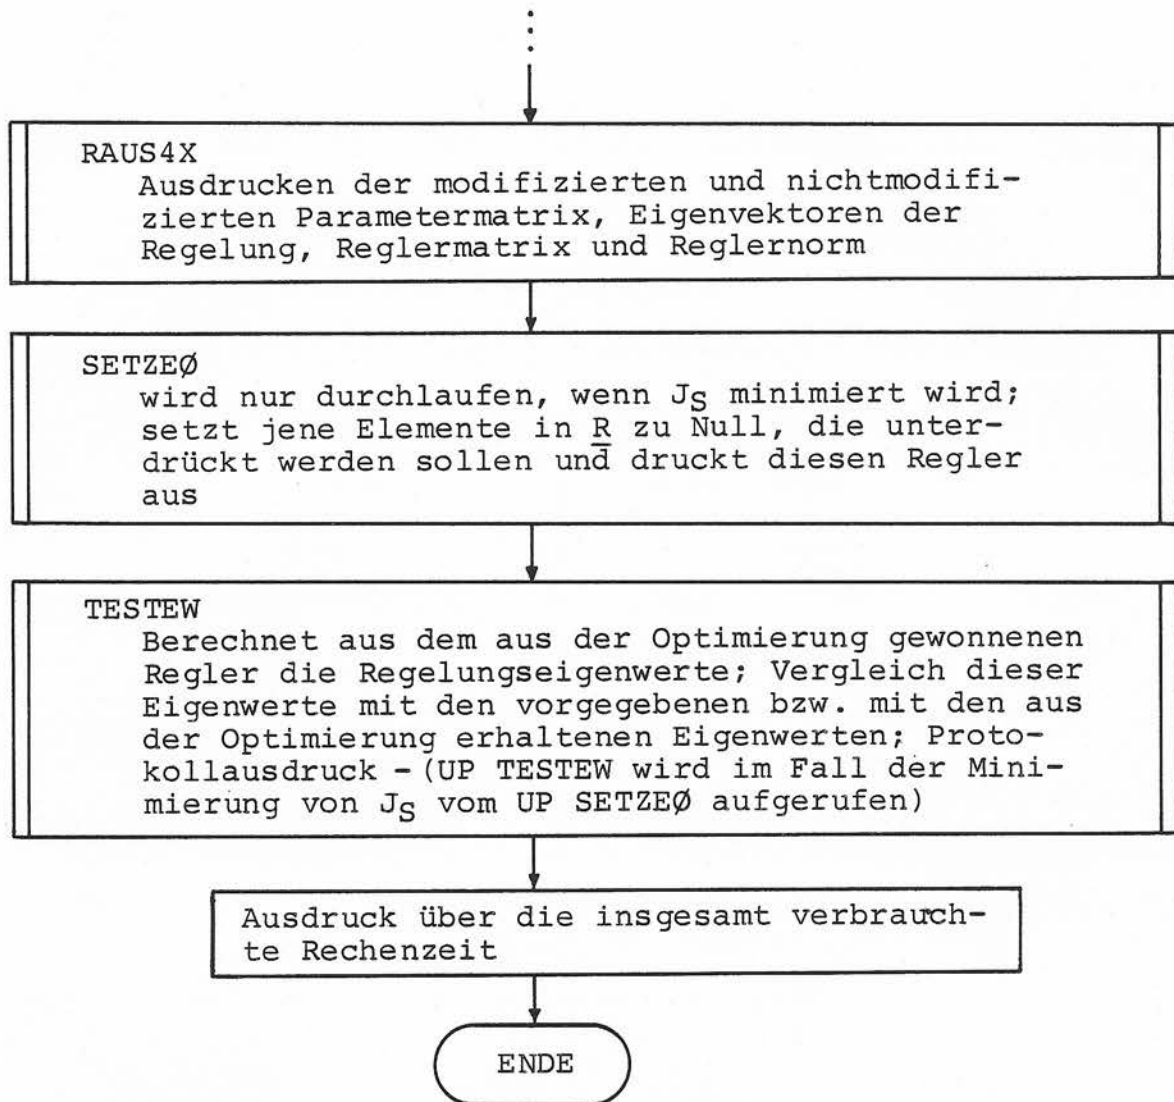 RAUS4X
Ausdrucken der modifizierten und nichtmodifi-
zierten Parametermatrix, Eigenvektoren der
Regelung, Reglermatrix und Reglernorm
SETZEØ
wird nur durchlaufen, wenn J_S minimiert wird;
setzt jene Elemente in R zu Null, die unter-
drückt werden sollen und druckt diesen Regler
aus
TESTEW
Berechnet aus dem aus der Optimierung gewonnenen
Regler die Regelungseigenwerte; Vergleich dieser
Eigenwerte mit den vorgegebenen bzw. mit den aus
der Optimierung erhaltenen Eigenwerten; Proto-
kollausdruck - (UP TESTEW wird im Fall der Mini-
mierung von J_S vom UP SETZEØ aufgerufen)
Ausdruck über die insgesamt verbrauch-
te Rechenzeit
ENDE